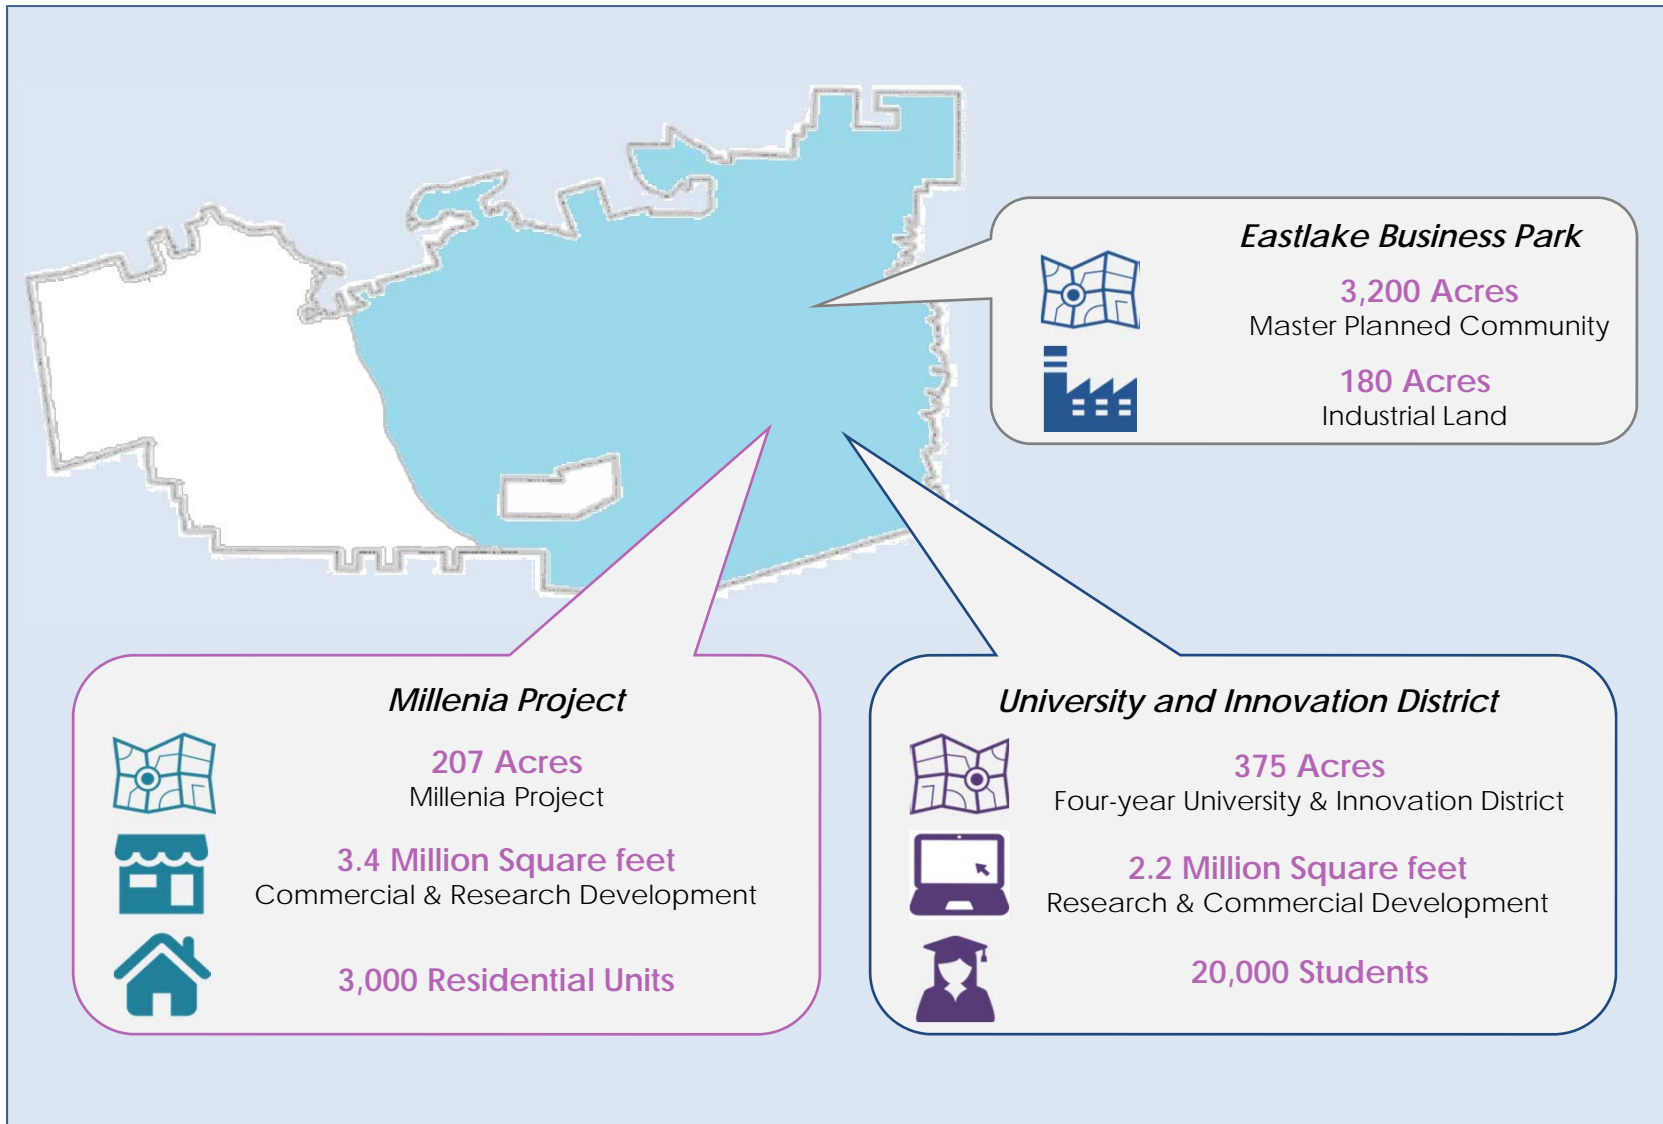 Eastlake Business Park
3,200 Acres
Master Planned Community
180 Acres
Industrial Land
Millenia Project
207 Acres
Millenia Project
3.4 Million Square feet
Commercial & Research Development
3,000 Residential Units
University and Innovation District
375 Acres
Four-year University & Innovation District
2.2 Million Square feet
Research & Commercial Development
20,000 Students